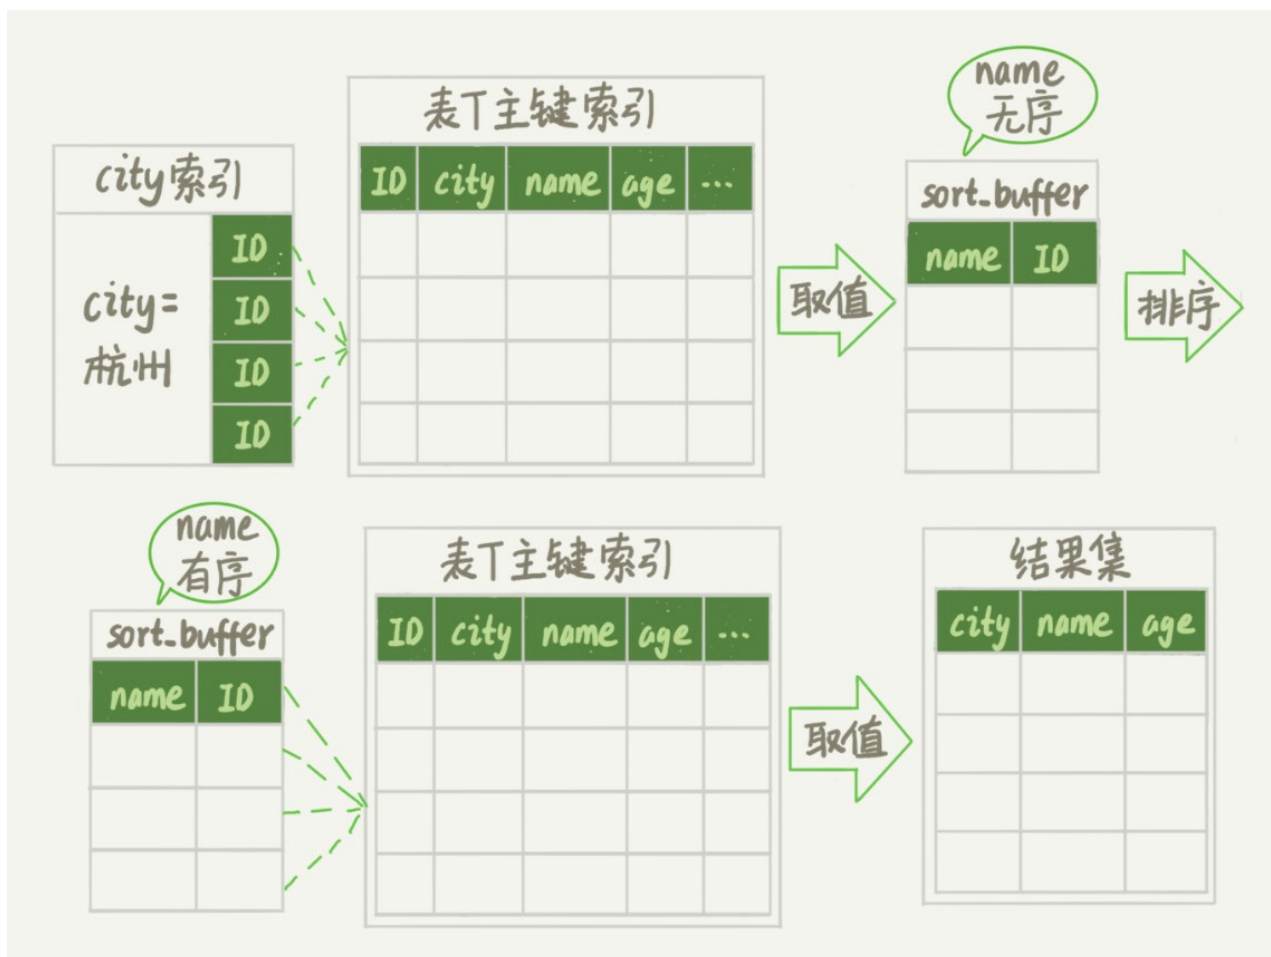 name
无序
表T主键索引
city索引
ID city name age ...
sort_buffer
ID
ID
ID
ID
city=
杭州
取值
name ID
排序
name
有序
表T主键索引
结果集
sort_buffer
ID city name age ...
city name age
name ID
取值